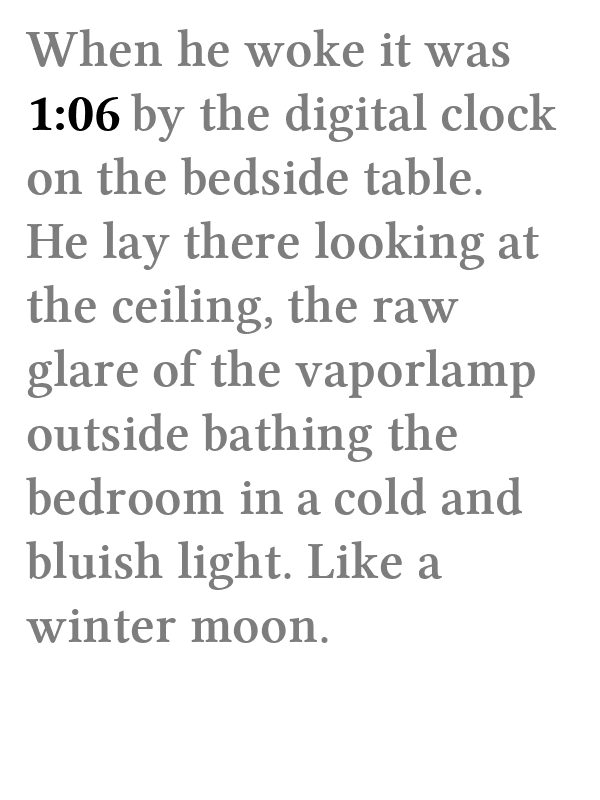 When he woke it was
1:06 by the digital clock
on the bedside table.
He lay there looking at
the ceiling, the raw
glare of the vaporlamp
outside bathing the
bedroom in a cold and
bluish light. Like a
winter moon.